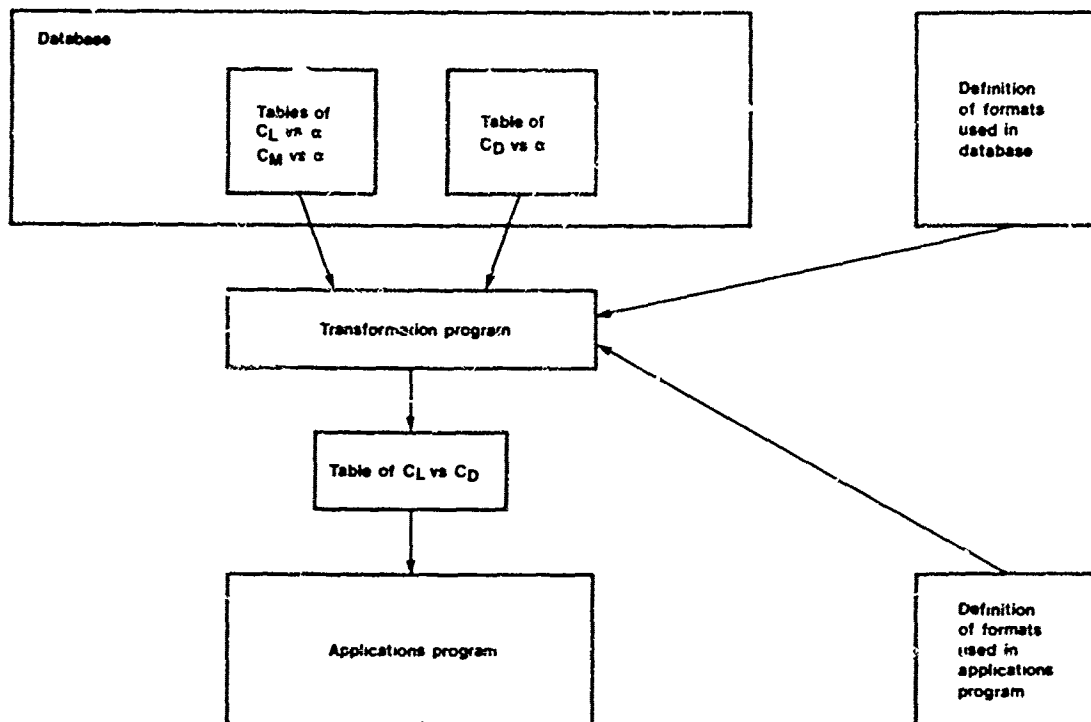 Database
Tables of
CL vs α
CM vs α
Table of
CD vs α
Definition
of formats
used in
database
Transformation program
Table of CL vs CD
Applications program
Definition
of formats
used in
applications
program